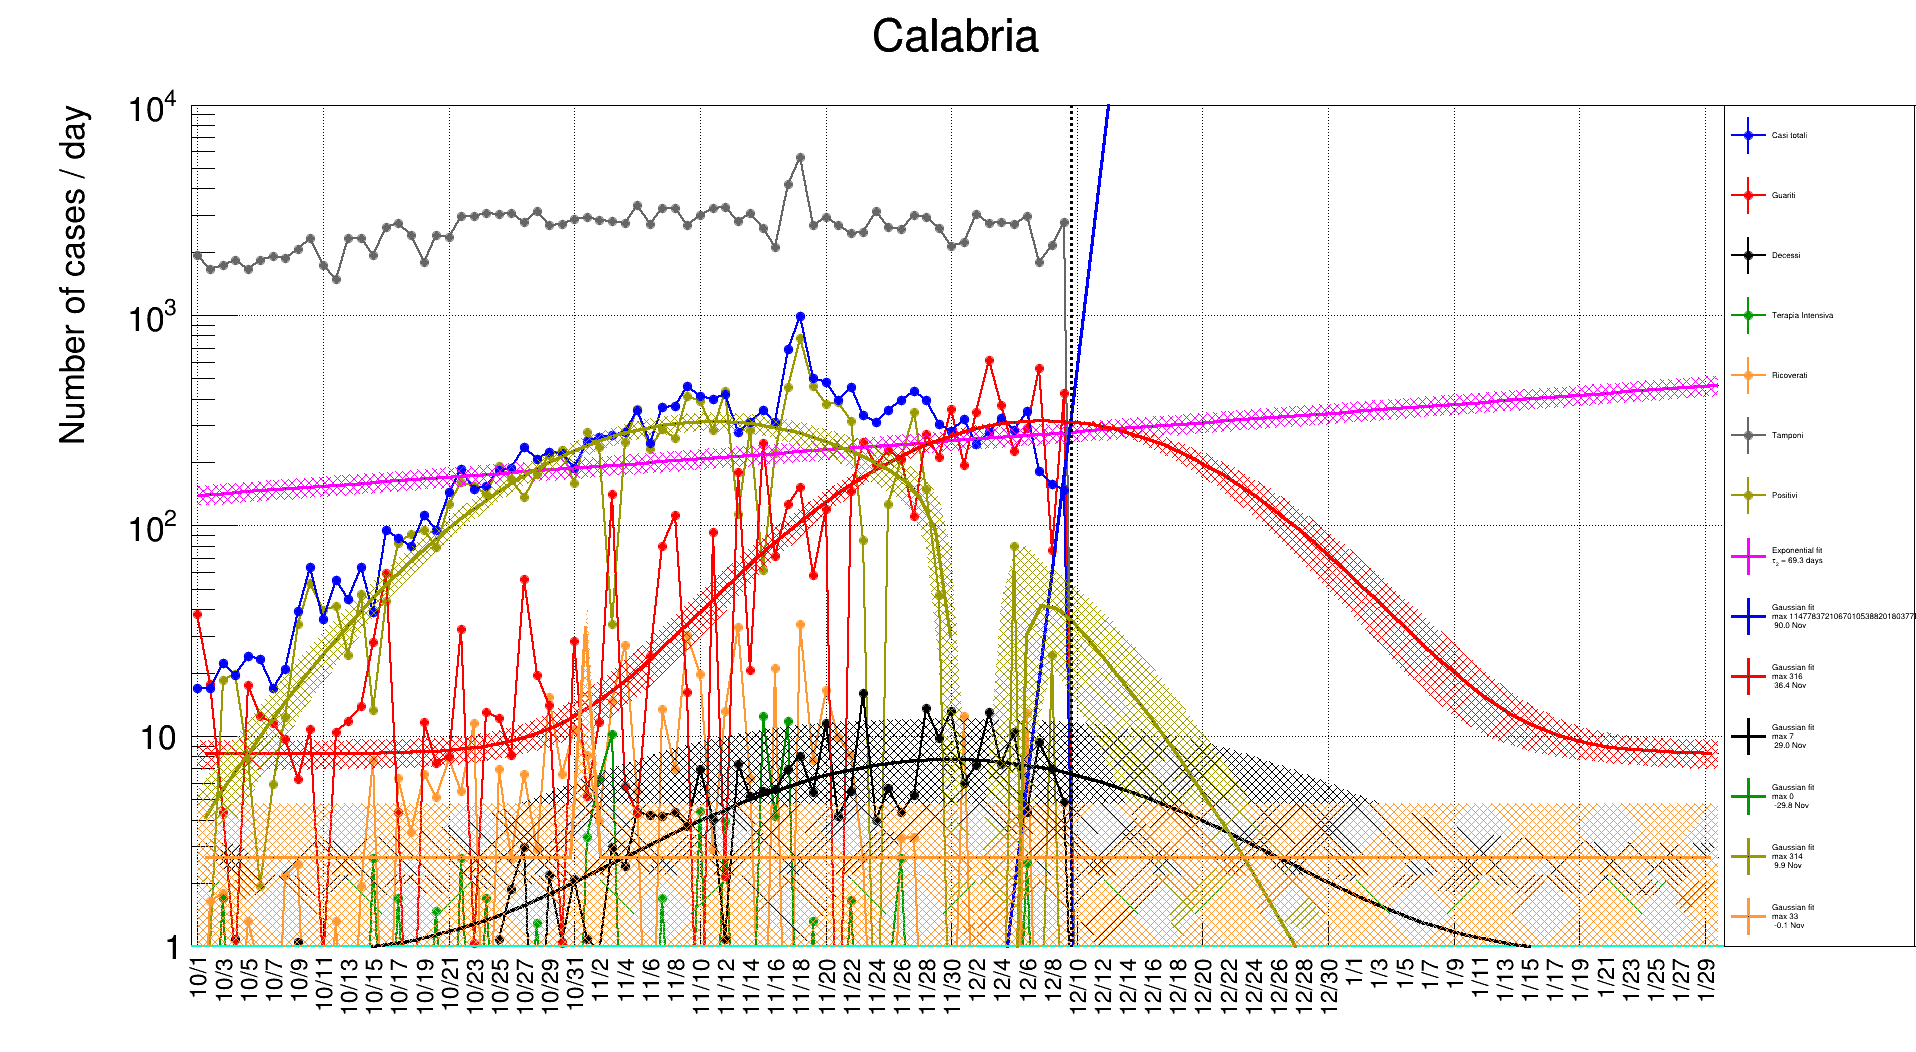 Calabria
Number of cases / day
10^4
10^3
10^2
10
1
10/1 10/3 10/5 10/7 10/9 10/11 10/13 10/15 10/17 10/19 10/21 10/23 10/25 10/27 10/29 10/31 11/2 11/4 11/6 11/8 11/10 11/12 11/14 11/16 11/18 11/20 11/22 11/24 11/26 11/28 11/30 12/2 12/4 12/6 12/8 12/10 12/12 12/14 12/16 12/18 12/20 12/22 12/24 12/26 12/28 12/30 1/1 1/3 1/5 1/7 1/9 1/11 1/13 1/15 1/17 1/19 1/21 1/23 1/25 1/27 1/29
Casi totali
Guariti
Decessi
Terapia Intensiva
Ricoverati
Tamponi
Positivi
Exponential fit
τ₂ = 69.3 days
Gaussian fit
max
90.0 Nov
Gaussian fit
max 316
36.4 Nov
Gaussian fit
max 7
29.0 Nov
Gaussian fit
max 0
-29.8 Nov
Gaussian fit
max 314
9.9 Nov
Gaussian fit
max 33
-0.1 Nov